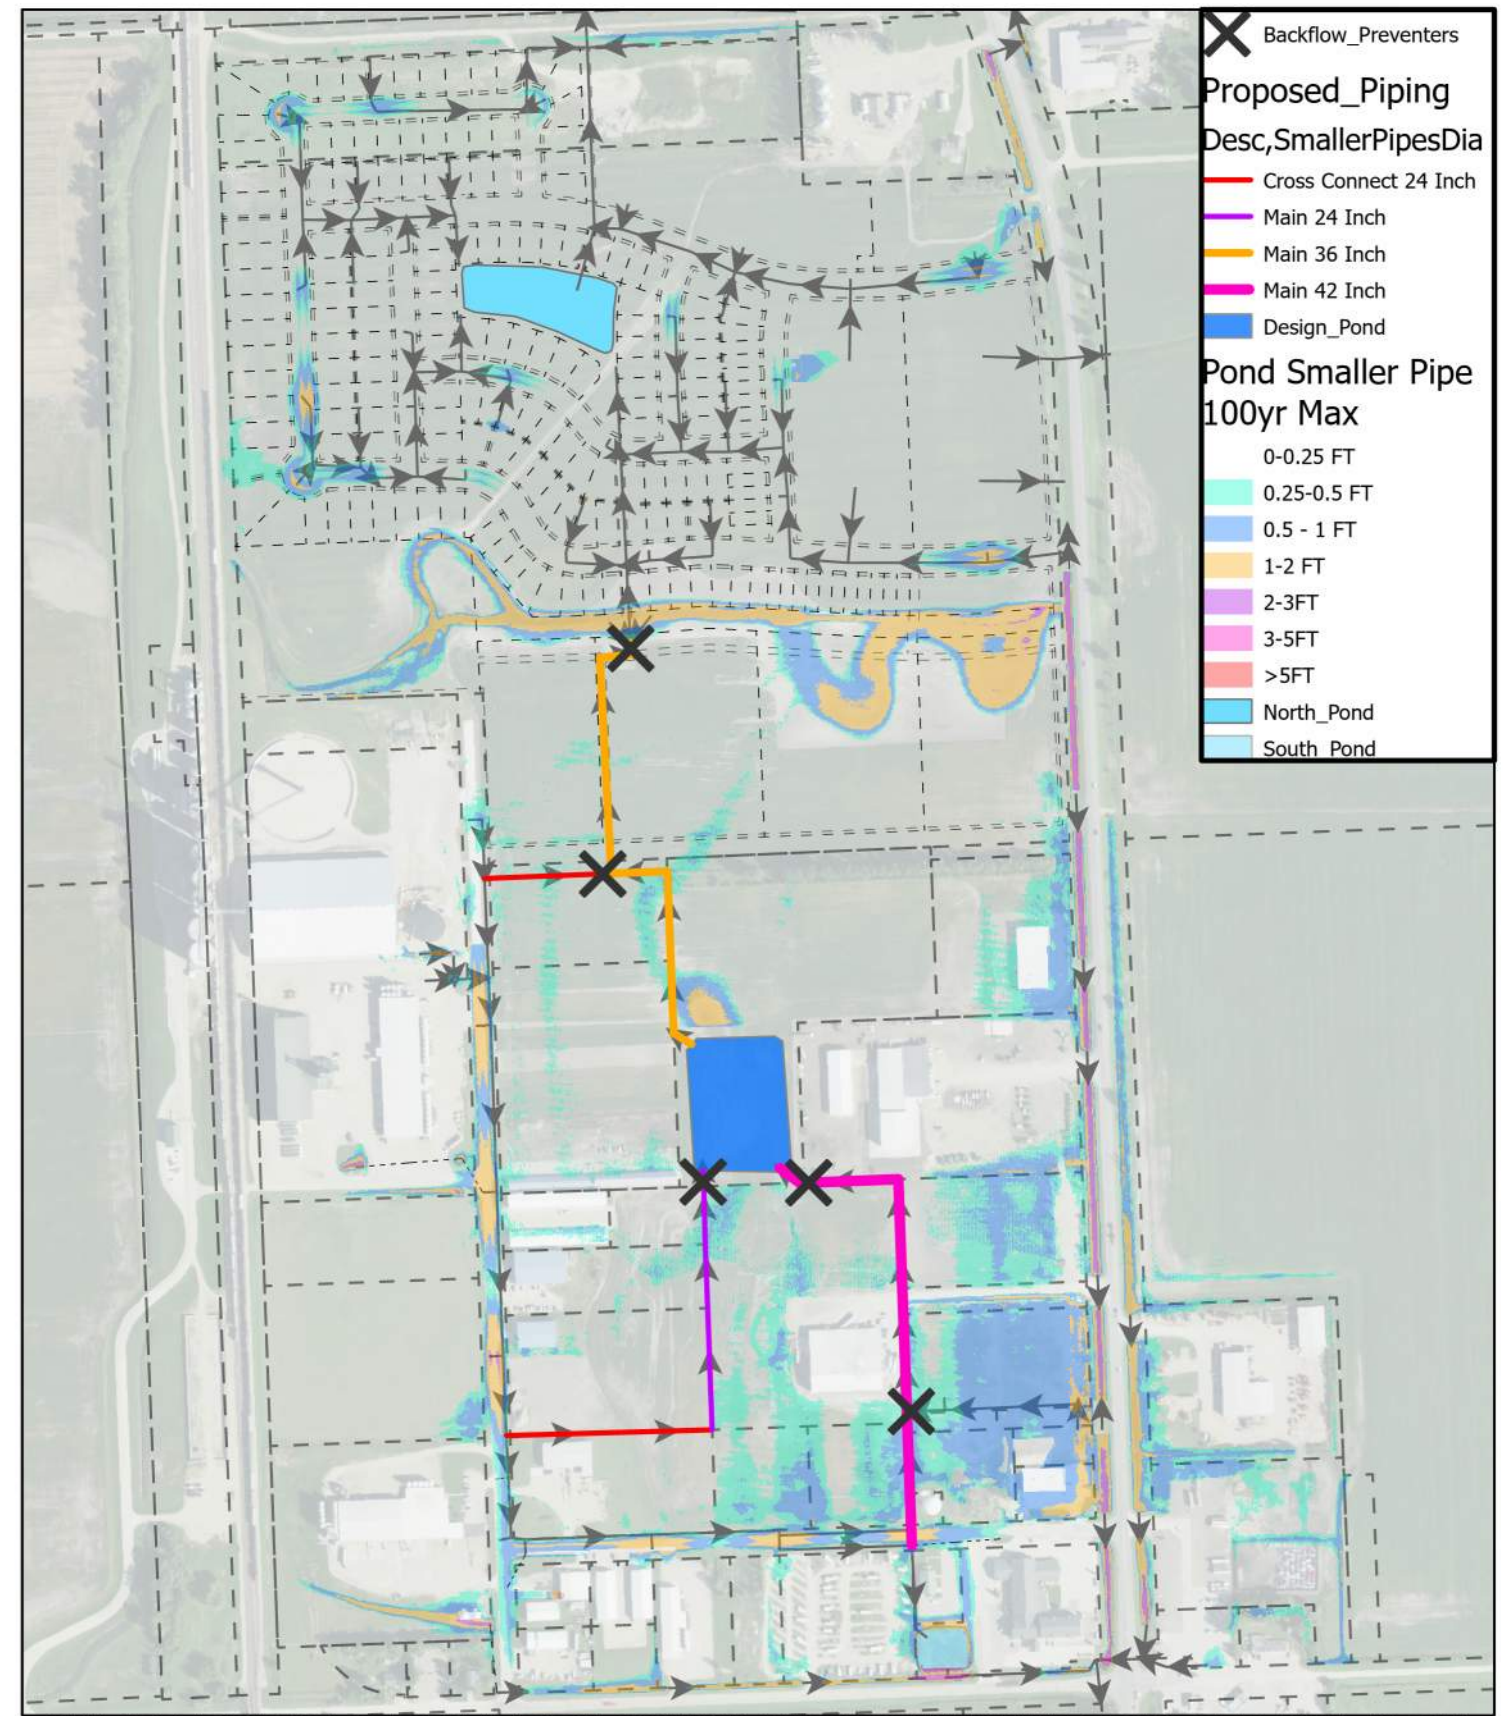 Backflow_Preventers
Proposed_Piping
Desc,SmallerPipesDia
Cross Connect 24 Inch
Main 24 Inch
Main 36 Inch
Main 42 Inch
Design_Pond
Pond Smaller Pipe
100yr Max
0-0.25 FT
0.25-0.5 FT
0.5 - 1 FT
1-2 FT
2-3FT
3-5FT
>5FT
North_Pond
South_Pond